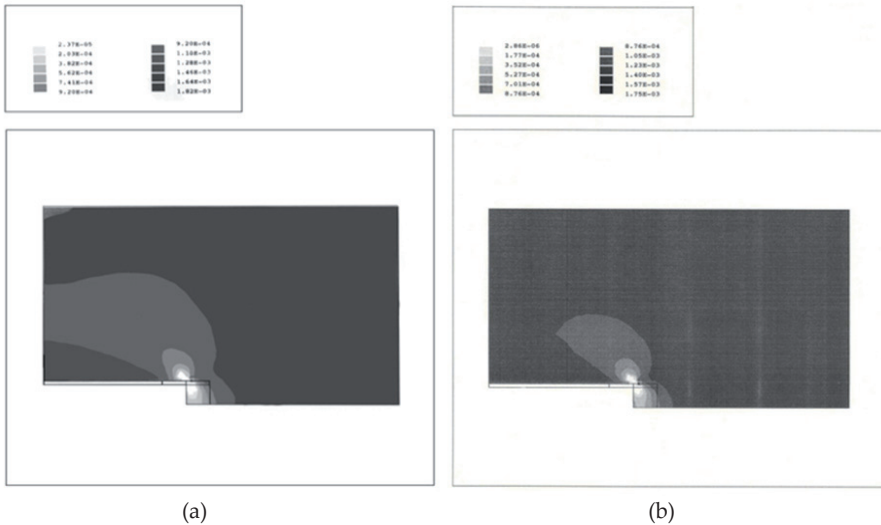 2.37E-05 9.20E-04
2.03E-04 1.10E-03
3.82E-04 1.28E-03
5.62E-04 1.46E-03
7.41E-04 1.64E-03
9.20E-04 1.82E-03
2.86E-06 8.76E-04
1.77E-04 1.05E-03
3.52E-04 1.23E-03
5.27E-04 1.40E-03
7.01E-04 1.57E-03
8.76E-04 1.75E-03
(a)
(b)